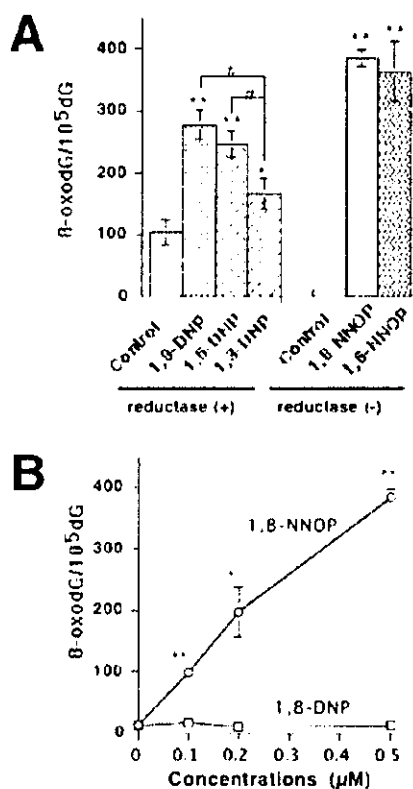 A
8-oxodG/10⁵dG
400
300
200
100
0
** ** * ** **
# #
Control 1,8-DNP 1,6-DNP 1,3-DNP Control 1,8-NNOP 1,6-NNOP
reductase (+) reductase (-)
B
8-oxodG/10⁵dG
400
300
200
100
0
** * **
1,8-NNOP
1,8-DNP
0 0.1 0.2 0.3 0.4 0.5
Concentrations (µM)